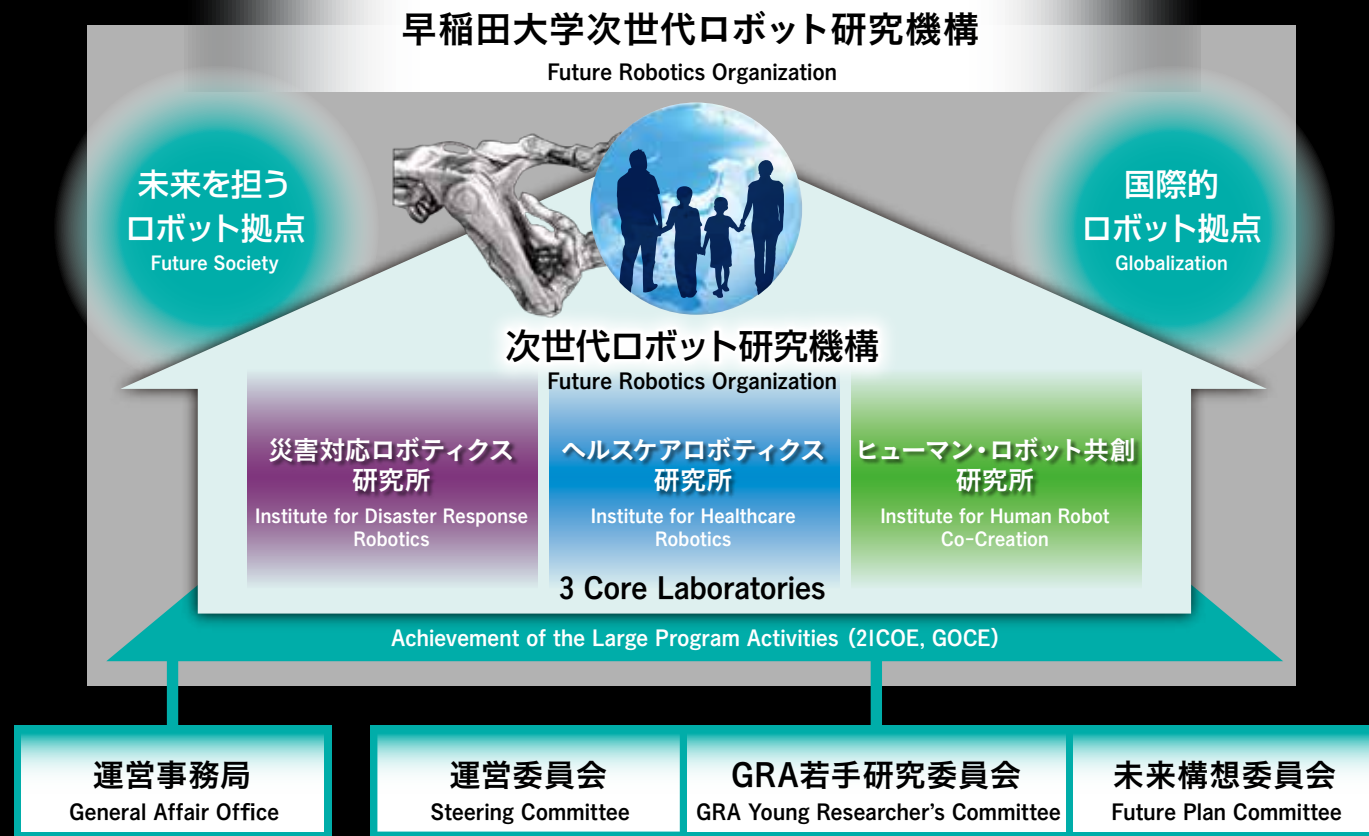 早稲田大学次世代ロボット研究機構
Future Robotics Organization
未来を担う
ロボット拠点
Future Society
国際的
ロボット拠点
Globalization
次世代ロボット研究機構
Future Robotics Organization
災害対応ロボティクス
研究所
Institute for Disaster Response
Robotics
ヘルスケアロボティクス
研究所
Institute for Healthcare
Robotics
ヒューマン・ロボット共創
研究所
Institute for Human Robot
Co-Creation
3 Core Laboratories
Achievement of the Large Program Activities (21COE, GOCE)
運営事務局
General Affair Office
運営委員会
Steering Committee
GRA若手研究委員会
GRA Young Researcher's Committee
未来構想委員会
Future Plan Committee